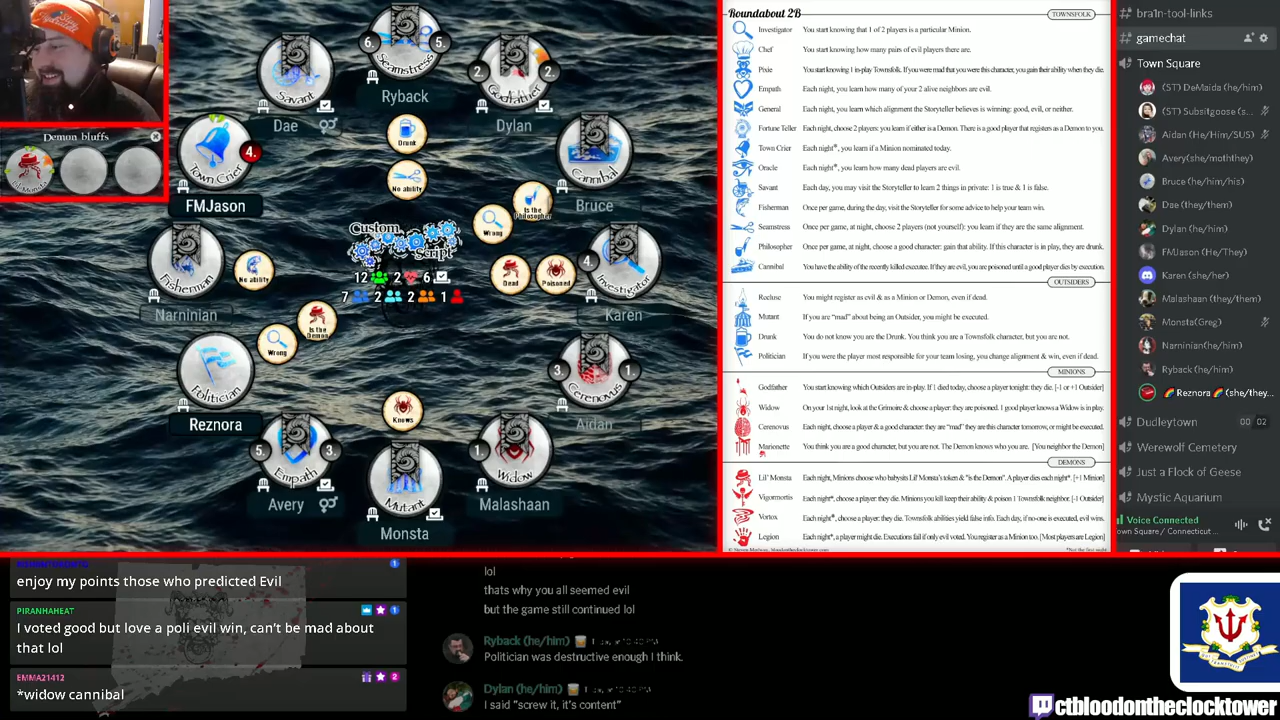 Demon bluffs
Dae
Ryback
Dylan
FMJason
Bruce
Narninian
Karen
Reznora
Aidan
Avery
Monsta
Malashaan
Savant
Seamstress
Godfather
Cannibal
Investigator
Cerenovus
Widow
Mutant
Empath
Politician
Fisherman
Town Crier
6.
5.
2.
2.
4.
4.
3.
1.
1.
5.
3.
Drunk
No ability
Is the Philosopher
Wrong
Dead
Poisoned
No ability
Is the Demon
Wrong
Knows
Custom
Script
12 2 6
7 2 2 1
Roundabout 2B
TOWNSFOLK
Investigator You start knowing that 1 of 2 players is a particular Minion.
Chef You start knowing how many pairs of evil players there are.
Pixie You start knowing 1 in-play Townsfolk. If you were mad that you were this character, you gain their ability when they die.
Empath Each night, you learn how many of your 2 alive neighbors are evil.
General Each night, you learn which alignment the Storyteller believes is winning: good, evil, or neither.
Fortune Teller Each night, choose 2 players: you learn if either is a Demon. There is a good player that registers as a Demon to you.
Town Crier Each night*, you learn if a Minion nominated today.
Oracle Each night*, you learn how many dead players are evil.
Savant Each day, you may visit the Storyteller to learn 2 things in private: 1 is true & 1 is false.
Fisherman Once per game, during the day, visit the Storyteller for some advice to help your team win.
Seamstress Once per game, at night, choose 2 players (not yourself): you learn if they are the same alignment.
Philosopher Once per game, at night, choose a good character: gain that ability. If this character is in play, they are drunk.
Cannibal You have the ability of the recently killed executee. If they are evil, you are poisoned until a good player dies by execution.
OUTSIDERS
Recluse You might register as evil & as a Minion or Demon, even if dead.
Mutant If you are "mad" about being an Outsider, you might be executed.
Drunk You do not know you are the Drunk. You think you are a Townsfolk character, but you are not.
Politician If you were the player most responsible for your team losing, you change alignment & win, even if dead.
MINIONS
Godfather You start knowing which Outsiders are in-play. If 1 died today, choose a player tonight: they die. [-1 or +1 Outsider]
Widow On your 1st night, look at the Grimoire & choose a player: they are poisoned. 1 good player knows a Widow is in play.
Cerenovus Each night, choose a player & a good character: they are "mad" they are this character tomorrow, or might be executed.
Marionette You think you are a good character, but you are not. The Demon knows who you are. [You neighbor the Demon]
DEMONS
Lil' Monsta Each night, Minions choose who babysits Lil' Monsta's token & "is the Demon". A player dies each night*. [+1 Minion]
Vigormortis Each night*, choose a player: they die. Minions you kill keep their ability & poison 1 Townsfolk neighbor. [-1 Outsider]
Vortox Each night*, choose a player: they die. Townsfolk abilities yield false info. Each day, if no-one is executed, evil wins.
Legion Each night*, a player might die. Executions fail if only evil voted. You register as a Minion too. [Most players are Legion]
# brain-drinks
# gamechat
Town Square
CTD DeMaida (he/him)
Avery(she/mothey)
Dae (they/them)
Dylan (he/him)
Jason (He/They)
Karen (she/her)
Malashaan (they/them)
Narninian(he/him)
Ryback (he/him)
Reznora (she/they...
Dudleytown 00 02
Werewolf Cemetery
Just a Flock of Geese
Mystic Aquarium
Voice Connected
own Square / Connecticut ...
1
enjoy my points those who predicted Evil
PIRANHAHEAT 1
I voted good but love a poli evil win, can't be mad about
that lol
EMMA21412 2
*widow cannibal
lol
thats why you all seemed evil
but the game still continued lol
Ryback (he/him)
Politician was destructive enough I think.
Dylan (he/him)
I said "screw it, it's content"
ctbloodontheclocktower